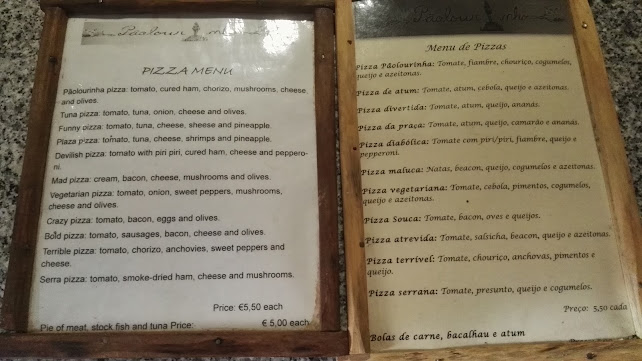 Pãolourinha
PIZZA MENU
Pãolourinha pizza: tomato, cured ham, chorizo, mushrooms, cheese
and olives.
Tuna pizza: tomato, tuna, onion, cheese and olives.
Funny pizza: tomato, tuna, cheese, sheese and pineapple.
Plaza pizza: tomato, tuna, cheese, shrimps and pineapple.
Devilish pizza: tomato with piri piri, cured ham, cheese and peppero-
ni.
Mad pizza: cream, bacon, cheese, mushrooms and olives.
Vegetarian pizza: tomato, onion, sweet peppers, mushrooms,
cheese and olives.
Crazy pizza: tomato, bacon, eggs and olives.
Bold pizza: tomato, sausages, bacon, cheese and olives.
Terrible pizza: tomato, chorizo, anchovies, sweet peppers and
cheese.
Serra pizza: tomato, smoke-dried ham, cheese and mushrooms.
Price: €5,50 each
Pie of meat, stock fish and tuna Price: € 5,00 each
Pãolourinha
Menu de Pizzas
Pizza Pãolourinha: Tomate, fiambre, chouriço, cogumelos,
queijo e azeitonas.
Pizza de atum: Tomate, atum, cebola, queijo e azeitonas.
Pizza divertida: Tomate, atum, queijo, ananás.
Pizza da praça: Tomate, atum, queijo, camarão e ananás.
Pizza diabólica: Tomate com piri/piri, fiambre, queijo e
pepperoni.
Pizza maluca: Natas, beacon, queijo, cogumelos e azeitonas.
Pizza vegetariana: Tomate, cebola, pimentos, cogumelos,
queijo e azeitonas.
Pizza Souca: Tomate, bacon, oves e queijos.
Pizza atrevida: Tomate, salsicha, beacon, queijo e azeitonas.
Pizza terrível: Tomate, chouriço, anchovas, pimentos e
queijo.
Pizza serrana: Tomate, presunto, queijo e cogumelos.
Preço: 5,50 cada
Bolas de carne, bacalhau e atum